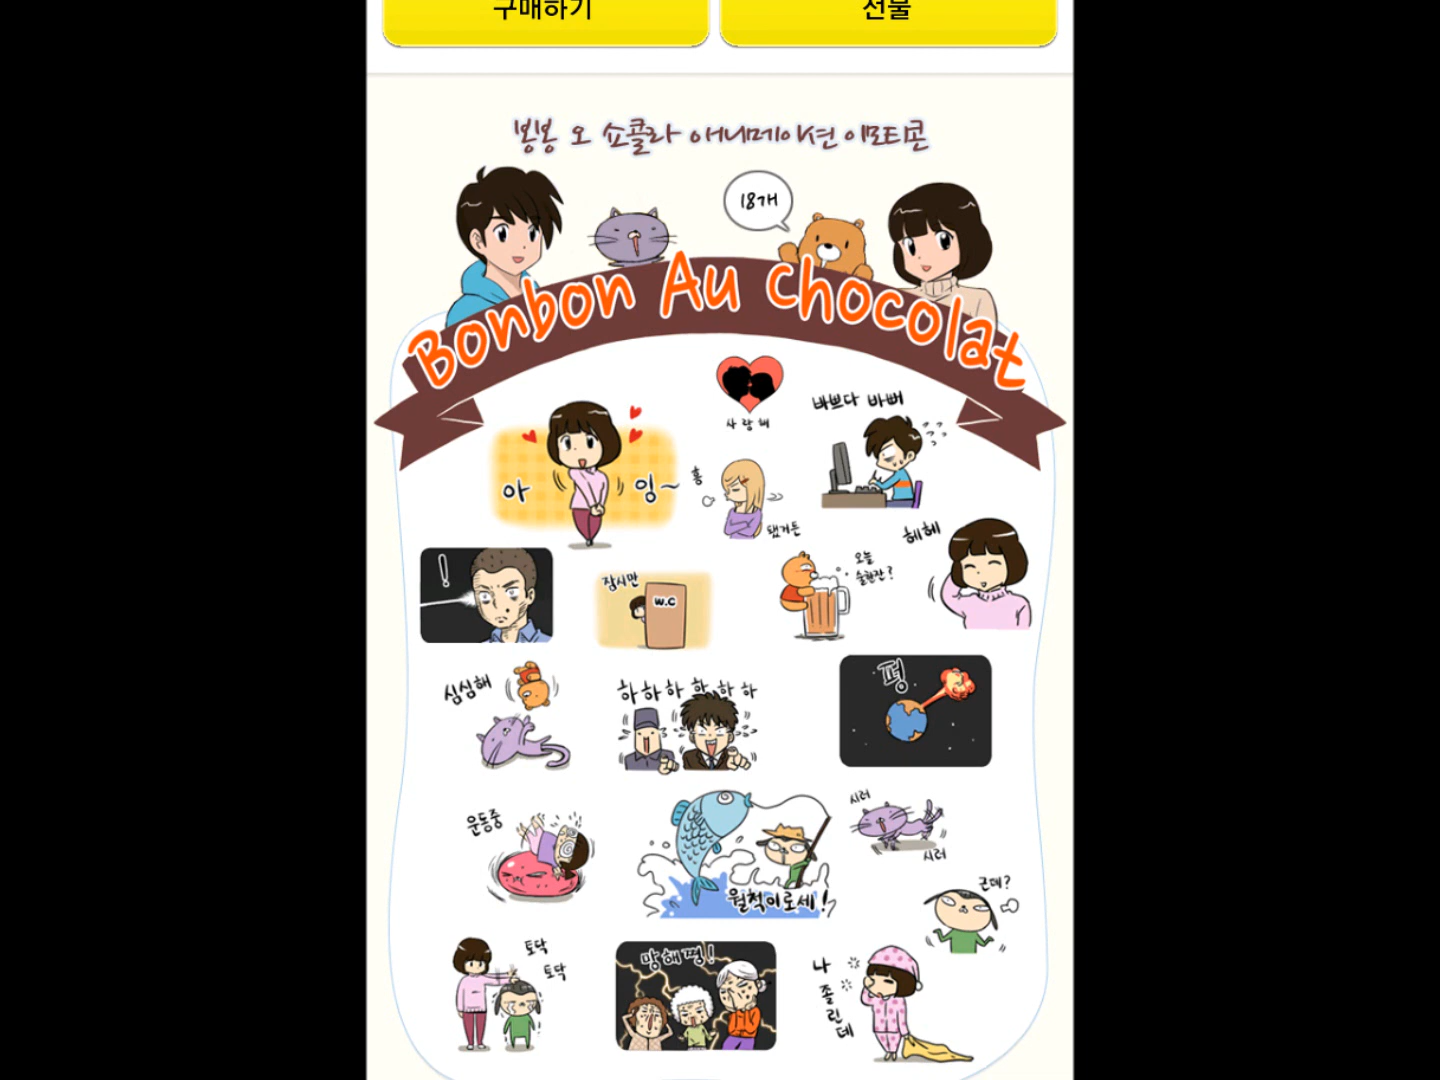 구매하기
선물
봉봉 오 쇼콜라 애니메이션 이모티콘
18개
Bonbon Au chocolat
사랑해
바쁘다 바뻐
아 잉~
흥
됐거든
헤헤
!
잠시만
W.C
오늘
술한잔?
심심해
하하하하하하
펑
운동중
월척이로세!
시러
시러
근데?
토닥
토닥
망해쩡!
나
졸
린
데